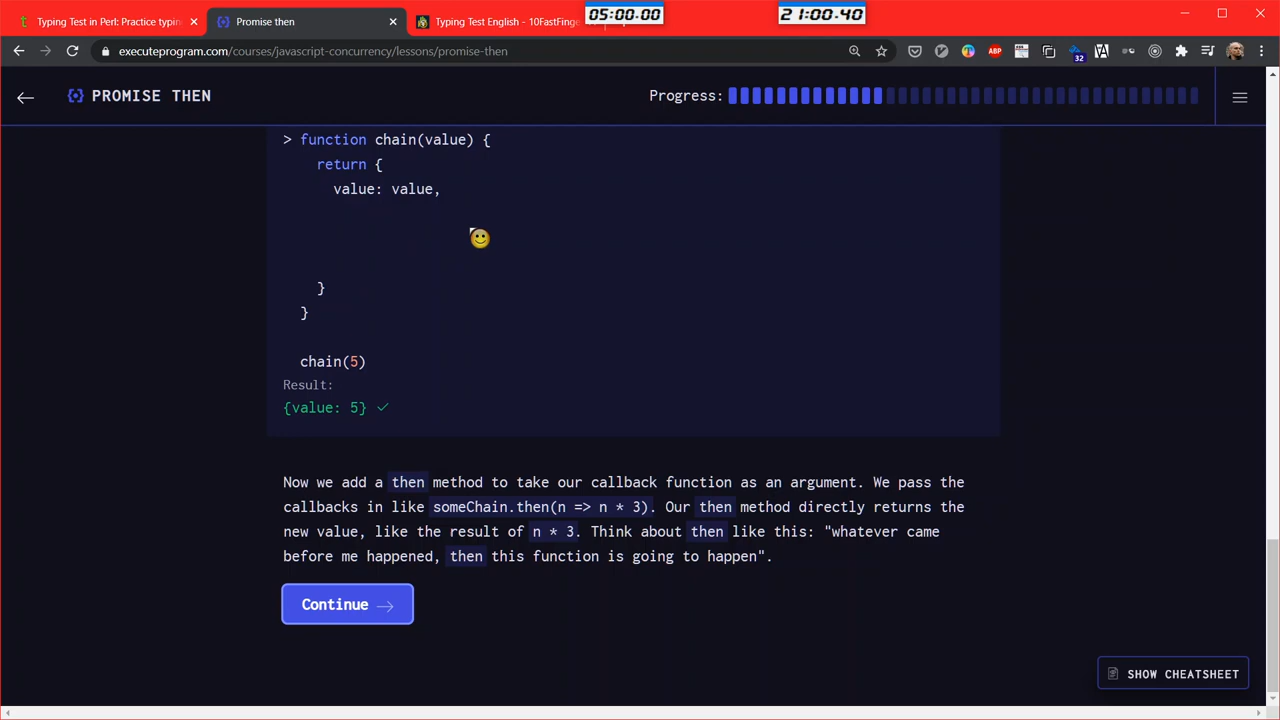 Typing Test in Perl: Practice typin
Promise then
Typing Test English - 10FastFinge
05:00.00
21:00.40
executeprogram.com/courses/javascript-concurrency/lessons/promise-then
ABP
32
PROMISE THEN
Progress:
> function chain(value) {
return {
value: value,
}
}
chain(5)
Result:
{value: 5}
Now we add a then method to take our callback function as an argument. We pass the
callbacks in like someChain.then(n => n * 3). Our then method directly returns the
new value, like the result of n * 3. Think about then like this: "whatever came
before me happened, then this function is going to happen".
Continue
SHOW CHEATSHEET